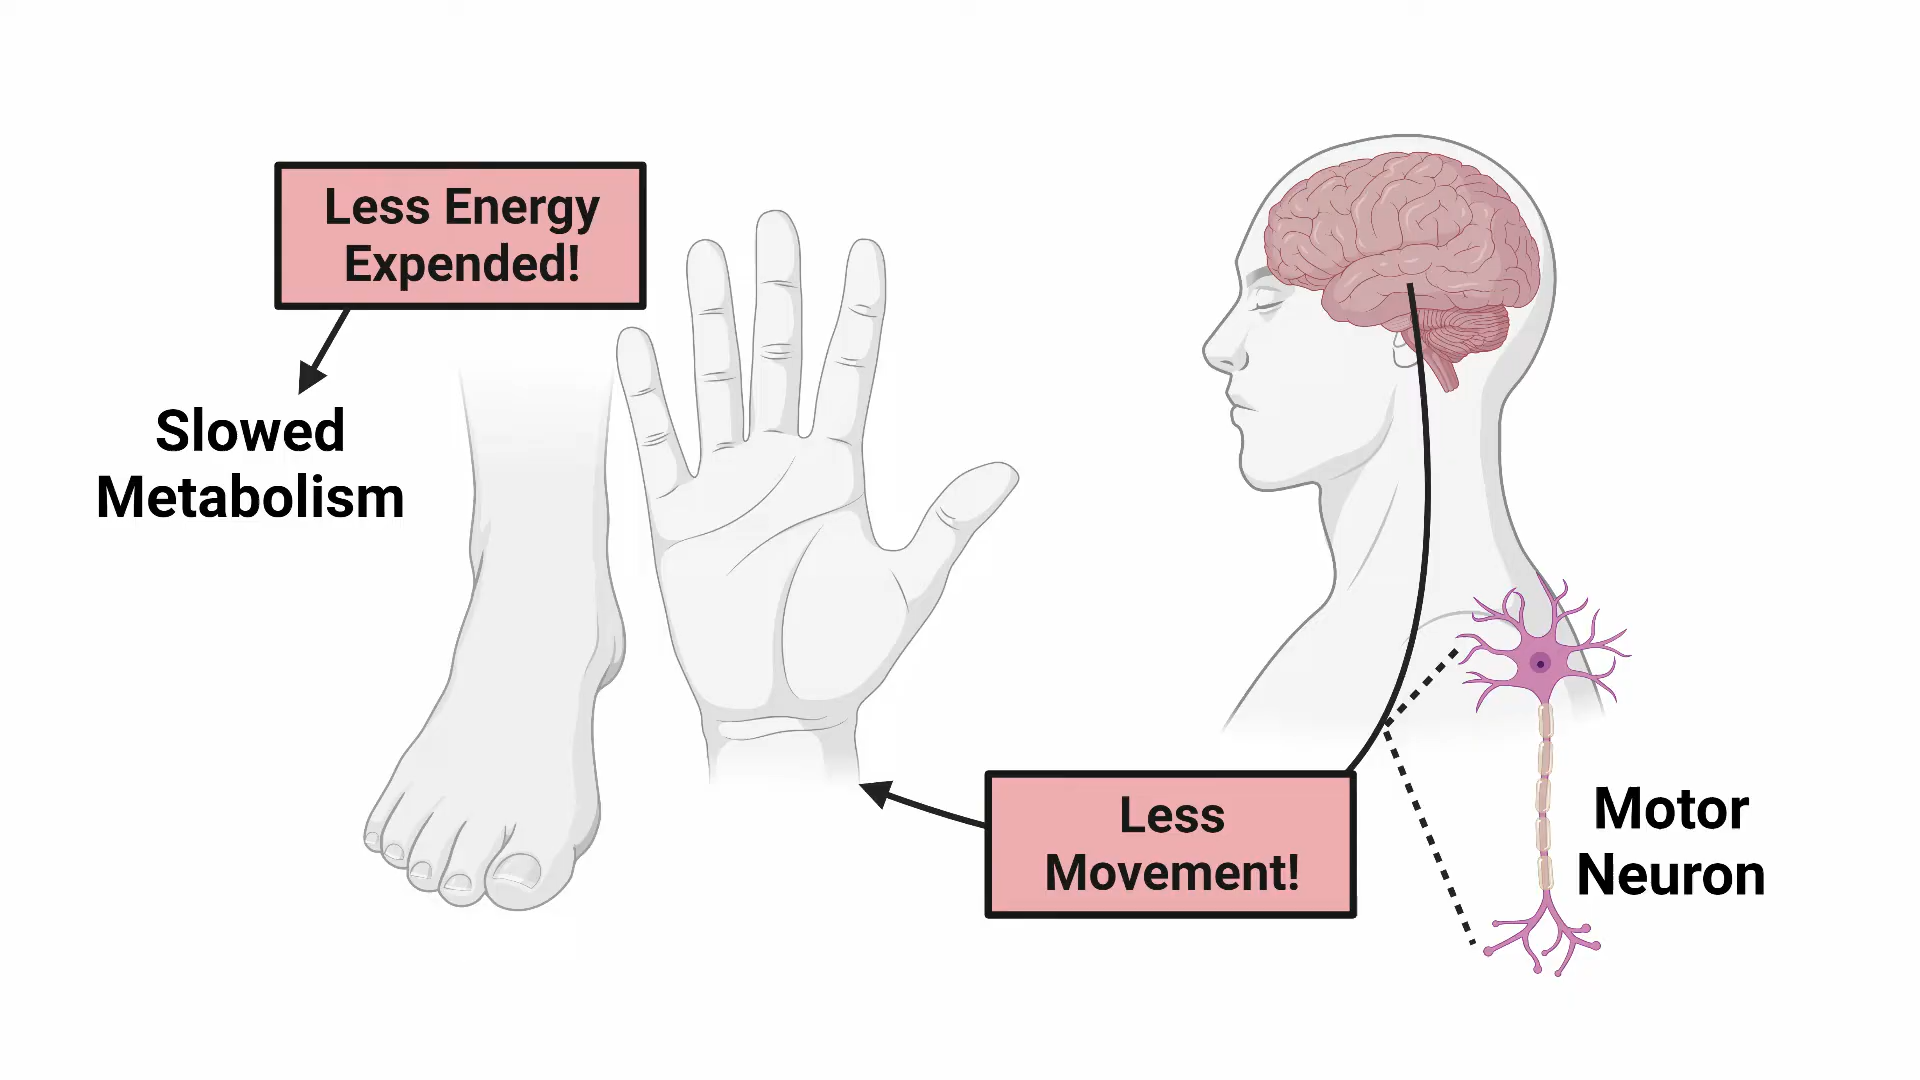 Less Energy
Expended!
Slowed
Metabolism
Less
Movement!
Motor
Neuron